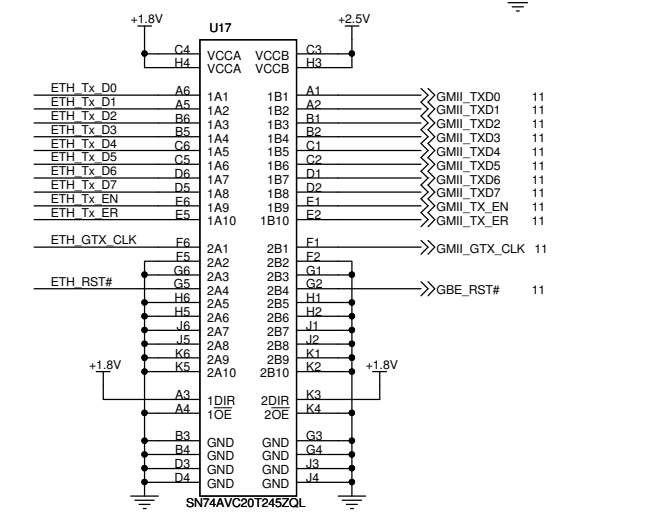 +1.8V +2.5V
U17
C4 VCCA VCCB C3
H4 VCCA VCCB H3
ETH_Tx_D0 A6 1A1 1B1 A1 GMII_TXD0 11
ETH_Tx_D1 A5 1A2 1B2 A2 GMII_TXD1 11
ETH_Tx_D2 B6 1A3 1B3 B1 GMII_TXD2 11
ETH_Tx_D3 B5 1A4 1B4 B2 GMII_TXD3 11
ETH_Tx_D4 C6 1A5 1B5 C1 GMII_TXD4 11
ETH_Tx_D5 C5 1A6 1B6 C2 GMII_TXD5 11
ETH_Tx_D6 D6 1A7 1B7 D1 GMII_TXD6 11
ETH_Tx_D7 D5 1A8 1B8 D2 GMII_TXD7 11
ETH_Tx_EN E6 1A9 1B9 E1 GMII_TX_EN 11
ETH_Tx_ER E5 1A10 1B10 E2 GMII_TX_ER 11
ETH_GTX_CLK F6 2A1 2B1 F1 GMII_GTX_CLK 11
F5 2A2 2B2 F2
G6 2A3 2B3 G1
ETH_RST# G5 2A4 2B4 G2 GBE_RST# 11
H6 2A5 2B5 H1
H5 2A6 2B6 H2
J6 2A7 2B7 J1
J5 2A8 2B8 J2
K6 2A9 2B9 K1
K5 2A10 2B10 K2
+1.8V +1.8V
A3 1DIR 2DIR K3
A4 1OE 2OE K4
B3 GND GND G3
B4 GND GND G4
D3 GND GND J3
D4 GND GND J4
SN74AVC20T245ZQL